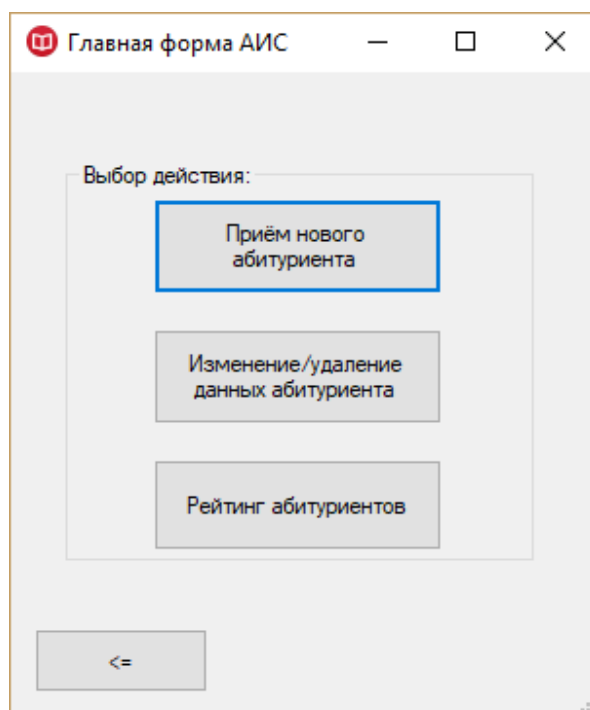 Главная форма АИС
Выбор действия:
Приём нового
абитуриента
Изменение/удаление
данных абитуриента
Рейтинг абитуриентов
<=